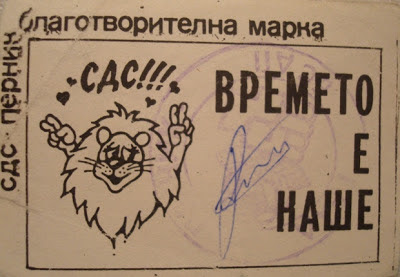 благотворителна марка
СДС - перник
СДС!!!
ВРЕМЕТО
Е
НАШЕ